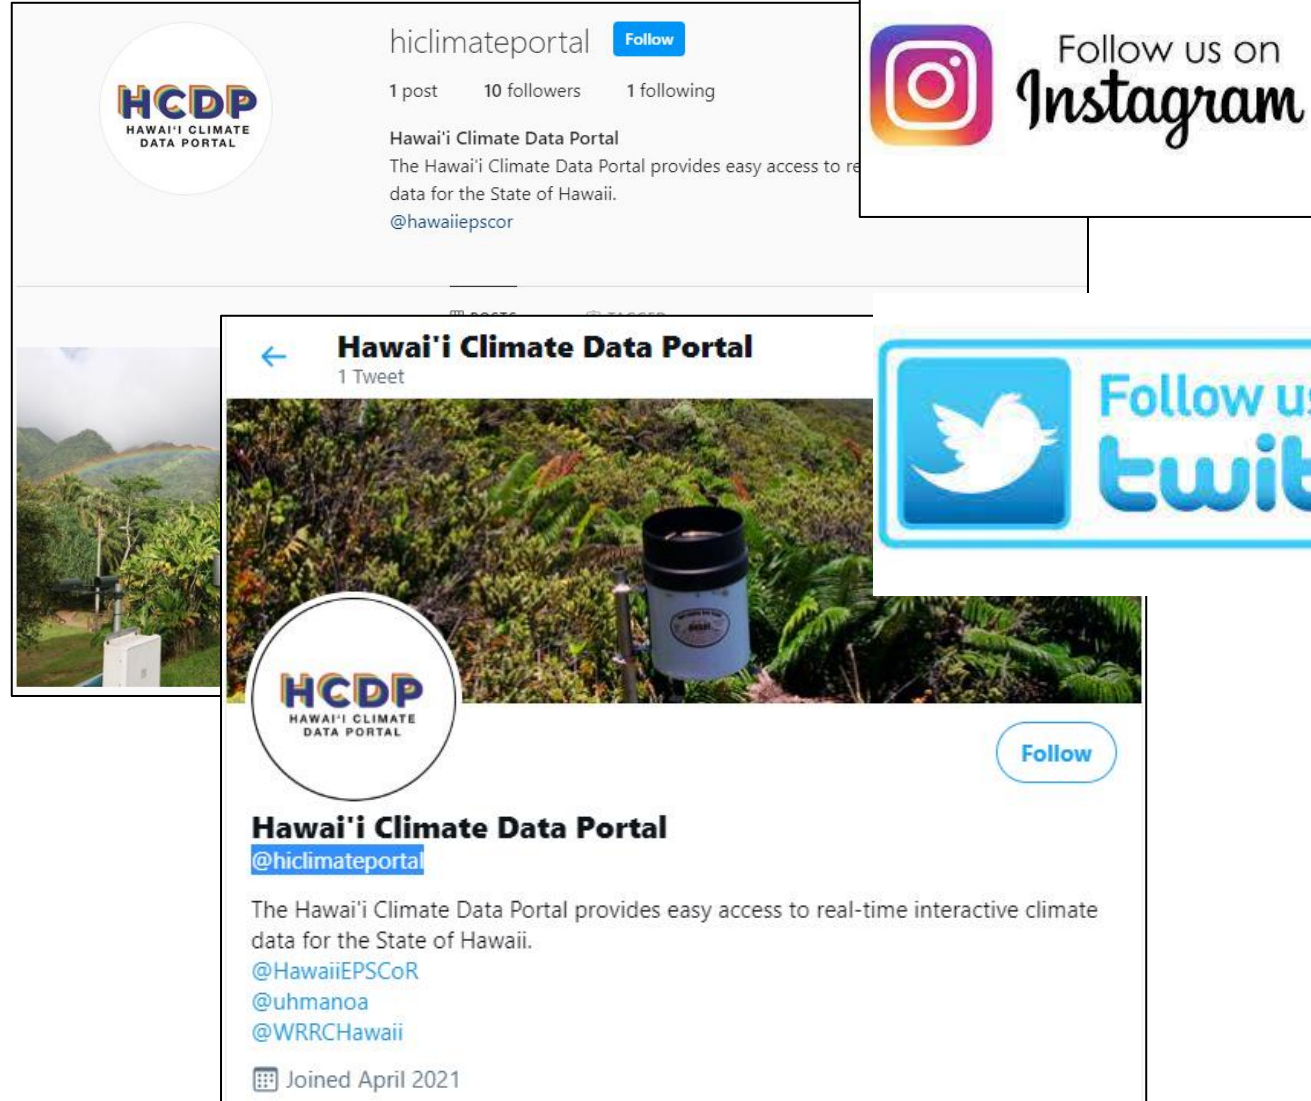 hiclimateportal Follow
1 post 10 followers 1 following
Hawai'i Climate Data Portal
The Hawai'i Climate Data Portal provides easy access to
data for the State of Hawaii.
@hawaiiepscor
HCDP
HAWAI'I CLIMATE
DATA PORTAL
Follow us on
Instagram
Hawai'i Climate Data Portal
1 Tweet
Follow
HCDP
HAWAI'I CLIMATE
DATA PORTAL
Follow
Hawai'i Climate Data Portal
@hiclimateportal
The Hawai'i Climate Data Portal provides easy access to real-time interactive climate
data for the State of Hawaii.
@HawaiiEPSCoR
@uhmanoa
@WRRCHawaii
Joined April 2021